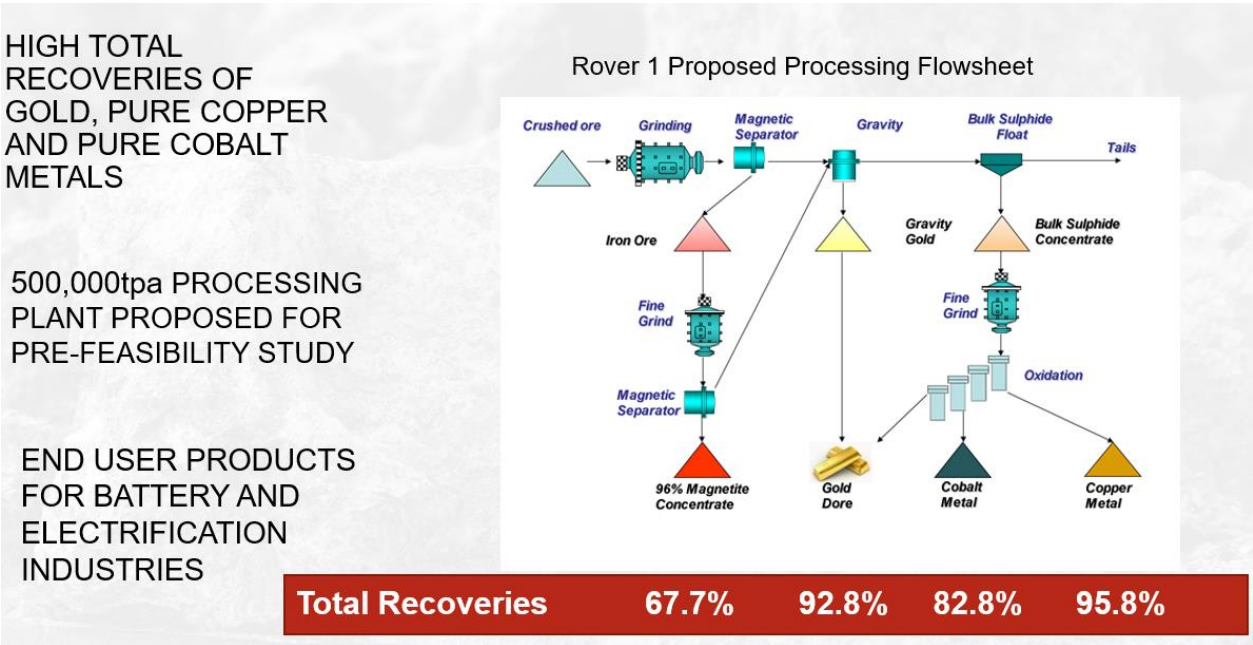 HIGH TOTAL
RECOVERIES OF
GOLD, PURE COPPER
AND PURE COBALT
METALS
500,000tpa PROCESSING
PLANT PROPOSED FOR
PRE-FEASIBILITY STUDY
END USER PRODUCTS
FOR BATTERY AND
ELECTRIFICATION
INDUSTRIES
Rover 1 Proposed Processing Flowsheet
Crushed ore
Grinding
Magnetic
Separator
Gravity
Bulk Sulphide
Float
Tails
Iron Ore
Gravity
Gold
Bulk Sulphide
Concentrate
Fine
Grind
Fine
Grind
Oxidation
Magnetic
Separator
96% Magnetite
Concentrate
Gold
Dore
Cobalt
Metal
Copper
Metal
Total Recoveries 67.7% 92.8% 82.8% 95.8%